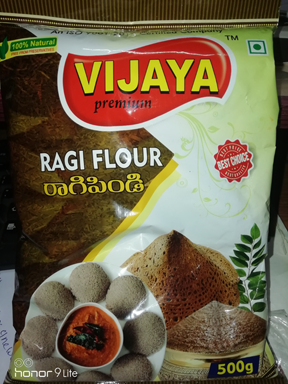 100% Natural
VIJAYA
TM
premium
RAGI FLOUR
రాగిపిండి
BEST CHOICE
500g
honor 9 Lite